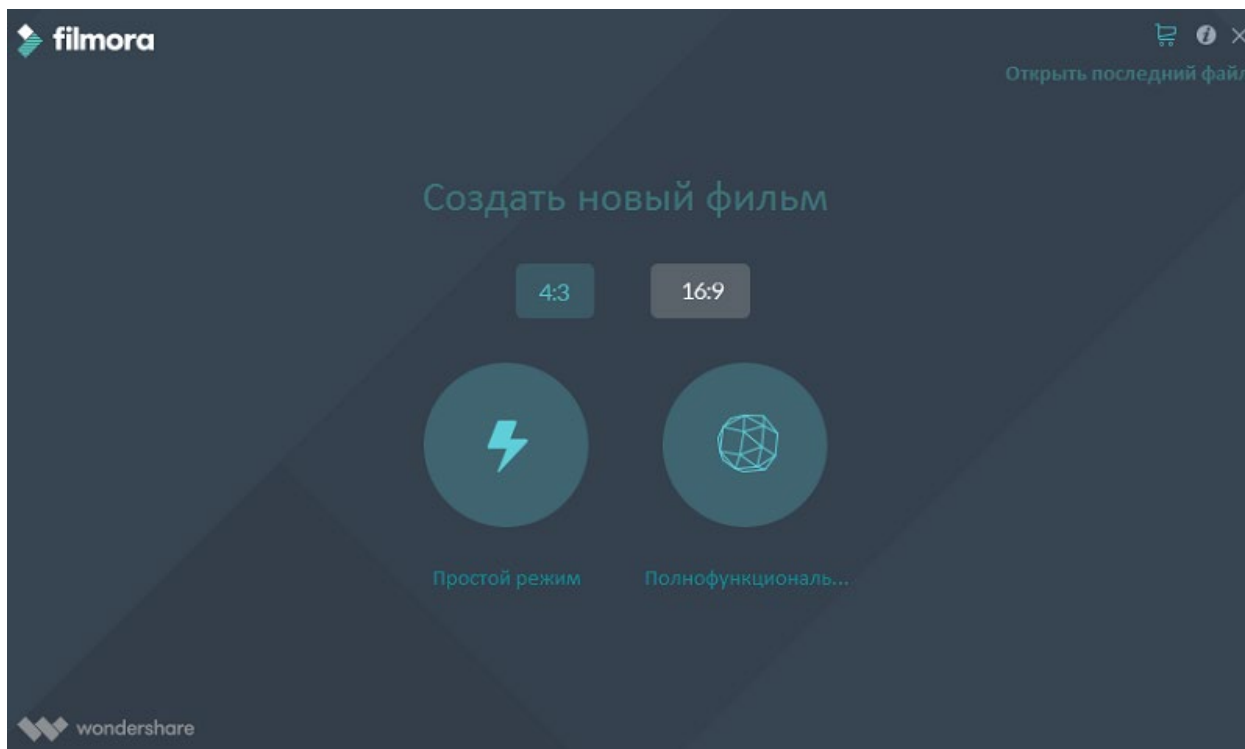 filmora
Открыть последний файл
Создать новый фильм
4:3
16:9
Простой режим
Полнофункциональ...
wondershare